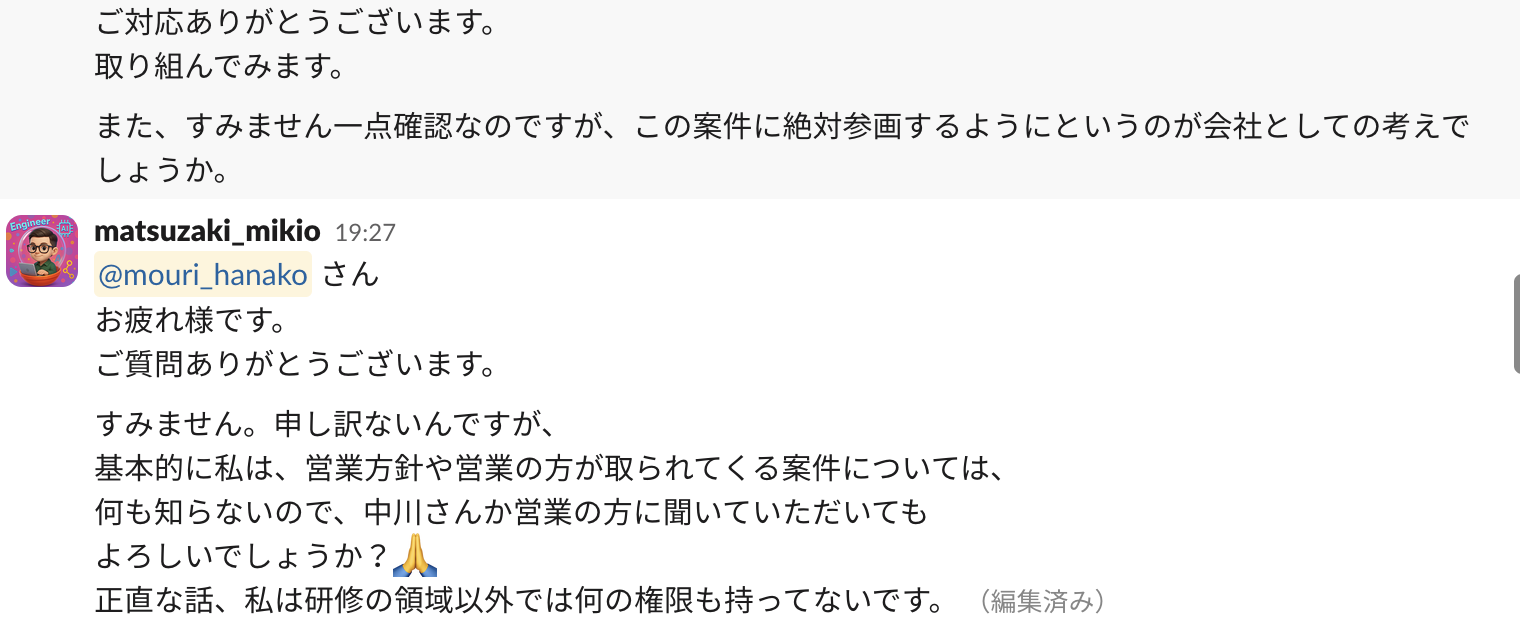 ご対応ありがとうございます。
取り組んでみます。
また、すみません一点確認なのですが、この案件に絶対参画するようにというのが会社としての考えで
しょうか。
Engineer
AI
matsuzaki_mikio 19:27
@mouri_hanako さん
お疲れ様です。
ご質問ありがとうございます。
すみません。申し訳ないんですが、
基本的に私は、営業方針や営業の方が取られてくる案件については、
何も知らないので、中川さんか営業の方に聞いていただいても
よろしいでしょうか？🙏
正直な話、私は研修の領域以外では何の権限も持ってないです。 （編集済み）